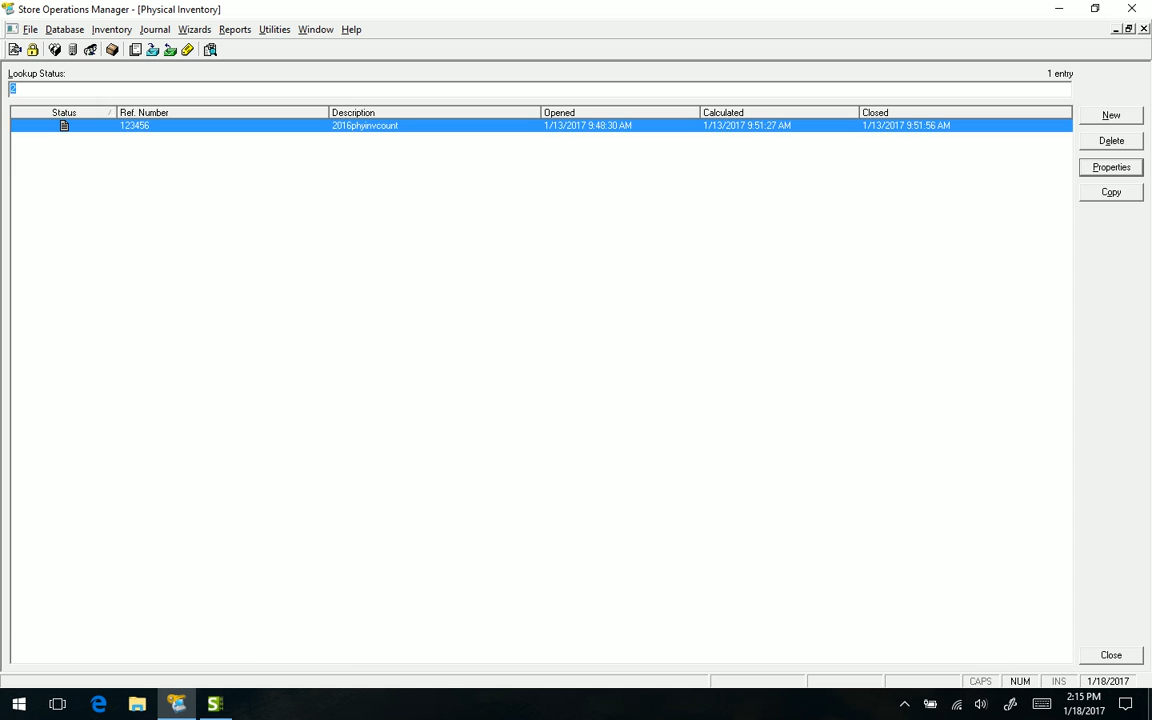 Store Operations Manager - [Physical Inventory]
File Database Inventory Journal Wizards Reports Utilities Window Help
Lookup Status: 1 entry
2
Status / Ref. Number Description Opened Calculated Closed
123456 2016phyinvcount 1/13/2017 9:48:30 AM 1/13/2017 9:51:27 AM 1/13/2017 9:51:56 AM
New
Delete
Properties
Copy
Close
CAPS NUM INS 1/18/2017
2:15 PM
1/18/2017